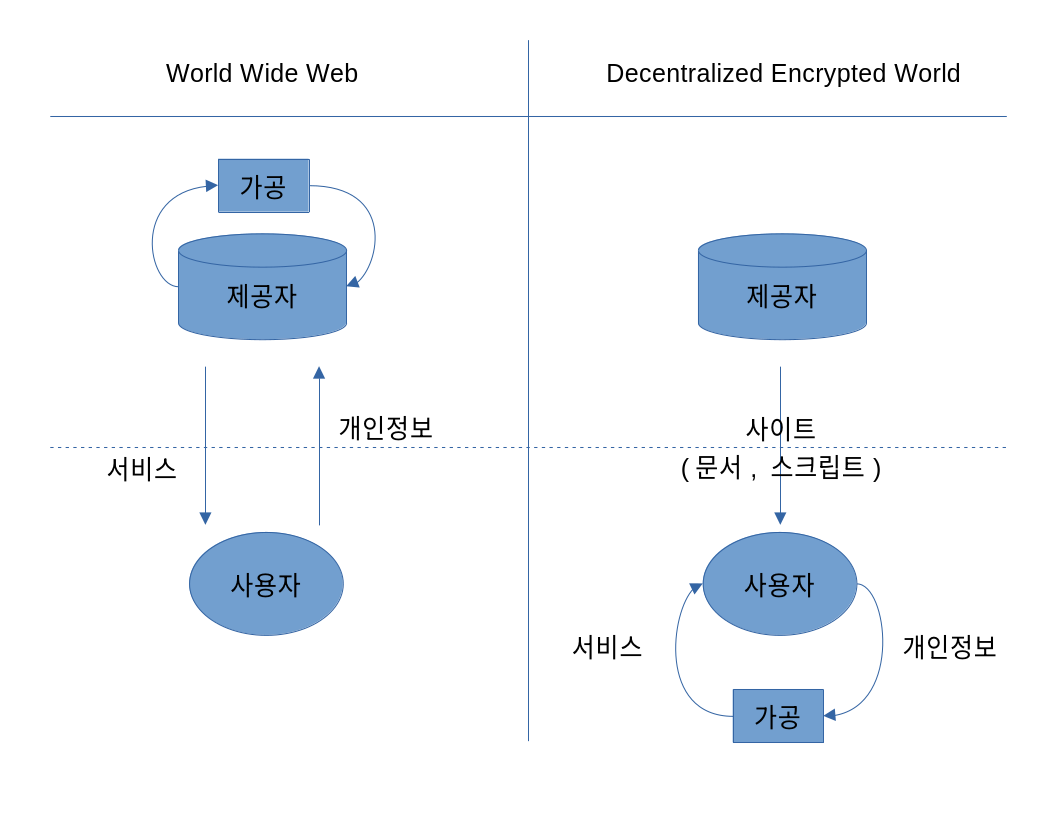 World Wide Web
Decentralized Encrypted World
가공
제공자
제공자
개인정보
서비스
사이트
( 문서 , 스크립트 )
사용자
사용자
서비스
개인정보
가공